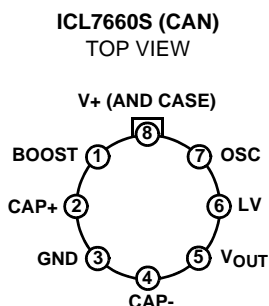 ICL7660S (CAN)
TOP VIEW
V+ (AND CASE)
8
BOOST 1 7 OSC
CAP+ 2 6 LV
GND 3 5 VOUT
4
CAP-